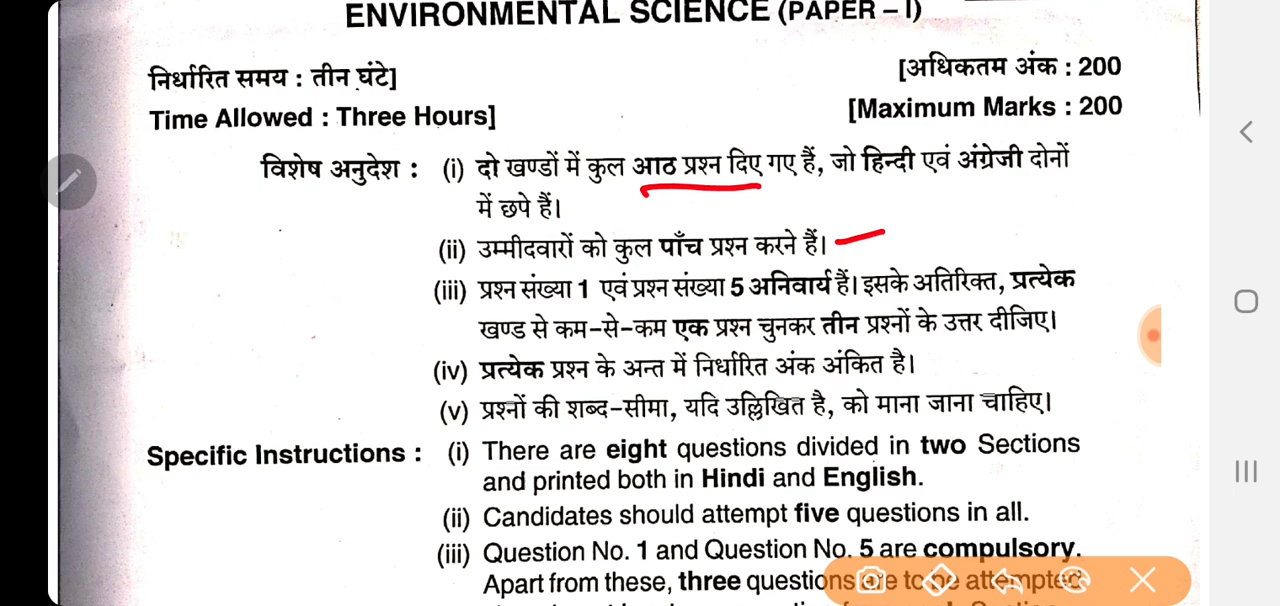 ENVIRONMENTAL SCIENCE (PAPER – I)
निर्धारित समय : तीन घंटे]
[अधिकतम अंक : 200
Time Allowed : Three Hours]
[Maximum Marks : 200
विशेष अनुदेश : (i) दो खण्डों में कुल आठ प्रश्न दिए गए हैं, जो हिन्दी एवं अंग्रेजी दोनों
में छपे हैं।
(ii) उम्मीदवारों को कुल पाँच प्रश्न करने हैं।
(iii) प्रश्न संख्या 1 एवं प्रश्न संख्या 5 अनिवार्य हैं। इसके अतिरिक्त, प्रत्येक
खण्ड से कम-से-कम एक प्रश्न चुनकर तीन प्रश्नों के उत्तर दीजिए।
(iv) प्रत्येक प्रश्न के अन्त में निर्धारित अंक अंकित है।
(v) प्रश्नों की शब्द-सीमा, यदि उल्लिखित है, को माना जाना चाहिए।
Specific Instructions : (i) There are eight questions divided in two Sections
and printed both in Hindi and English.
(ii) Candidates should attempt five questions in all.
(iii) Question No. 1 and Question No. 5 are compulsory.
Apart from these, three questions are to be attempted